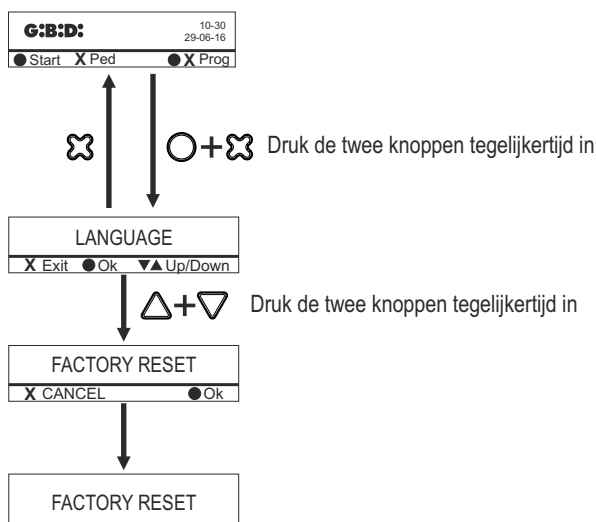 G:B:D:
10-30
29-06-16
● Start X Ped ● X Prog
Druk de twee knoppen tegelijkertijd in
LANGUAGE
X Exit ● Ok ▼▲ Up/Down
Druk de twee knoppen tegelijkertijd in
FACTORY RESET
X CANCEL ● Ok
FACTORY RESET